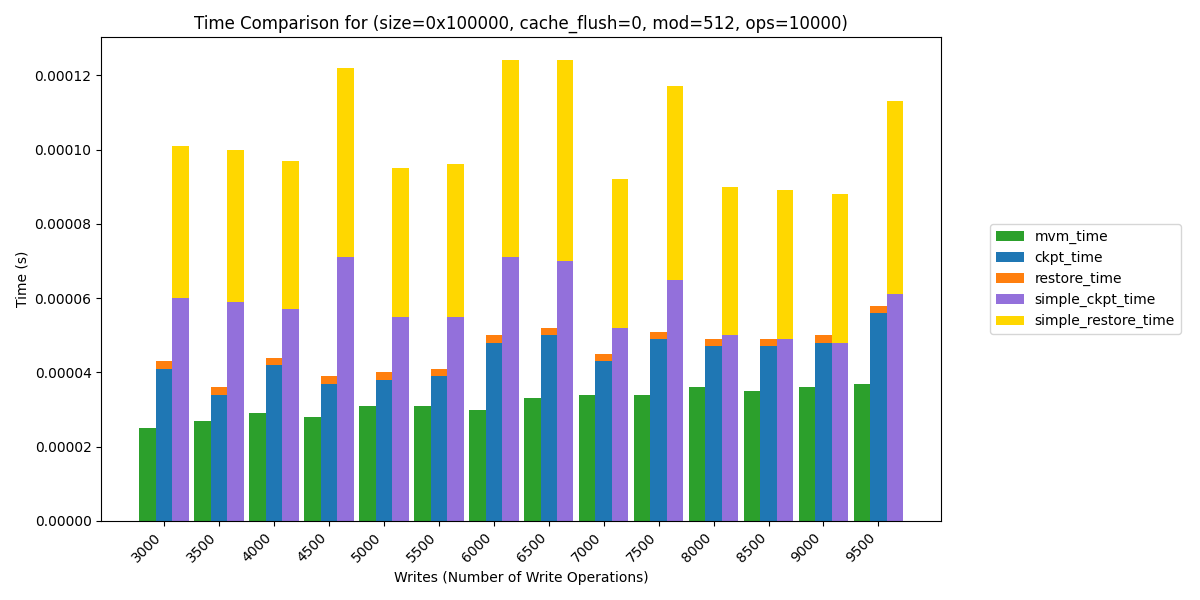 Time Comparison for (size=0x100000, cache_flush=0, mod=512, ops=10000)
Time (s)
0.00012
0.00010
0.00008
0.00006
0.00004
0.00002
0.00000
3000
3500
4000
4500
5000
5500
6000
6500
7000
7500
8000
8500
9000
9500
Writes (Number of Write Operations)
mvm_time
ckpt_time
restore_time
simple_ckpt_time
simple_restore_time